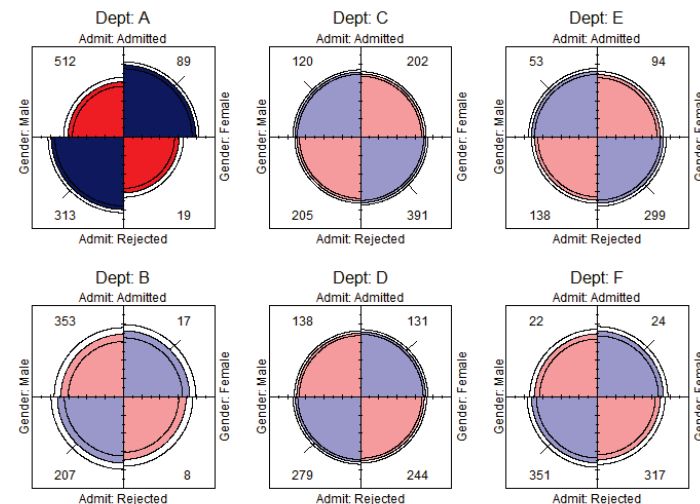 Dept: A
Admit: Admitted
512 89
Gender: Male
Gender: Female
313 19
Admit: Rejected
Dept: C
Admit: Admitted
120 202
Gender: Male
Gender: Female
205 391
Admit: Rejected
Dept: E
Admit: Admitted
53 94
Gender: Male
Gender: Female
138 299
Admit: Rejected
Dept: B
Admit: Admitted
353 17
Gender: Male
Gender: Female
207 8
Admit: Rejected
Dept: D
Admit: Admitted
138 131
Gender: Male
Gender: Female
279 244
Admit: Rejected
Dept: F
Admit: Admitted
22 24
Gender: Male
Gender: Female
351 317
Admit: Rejected